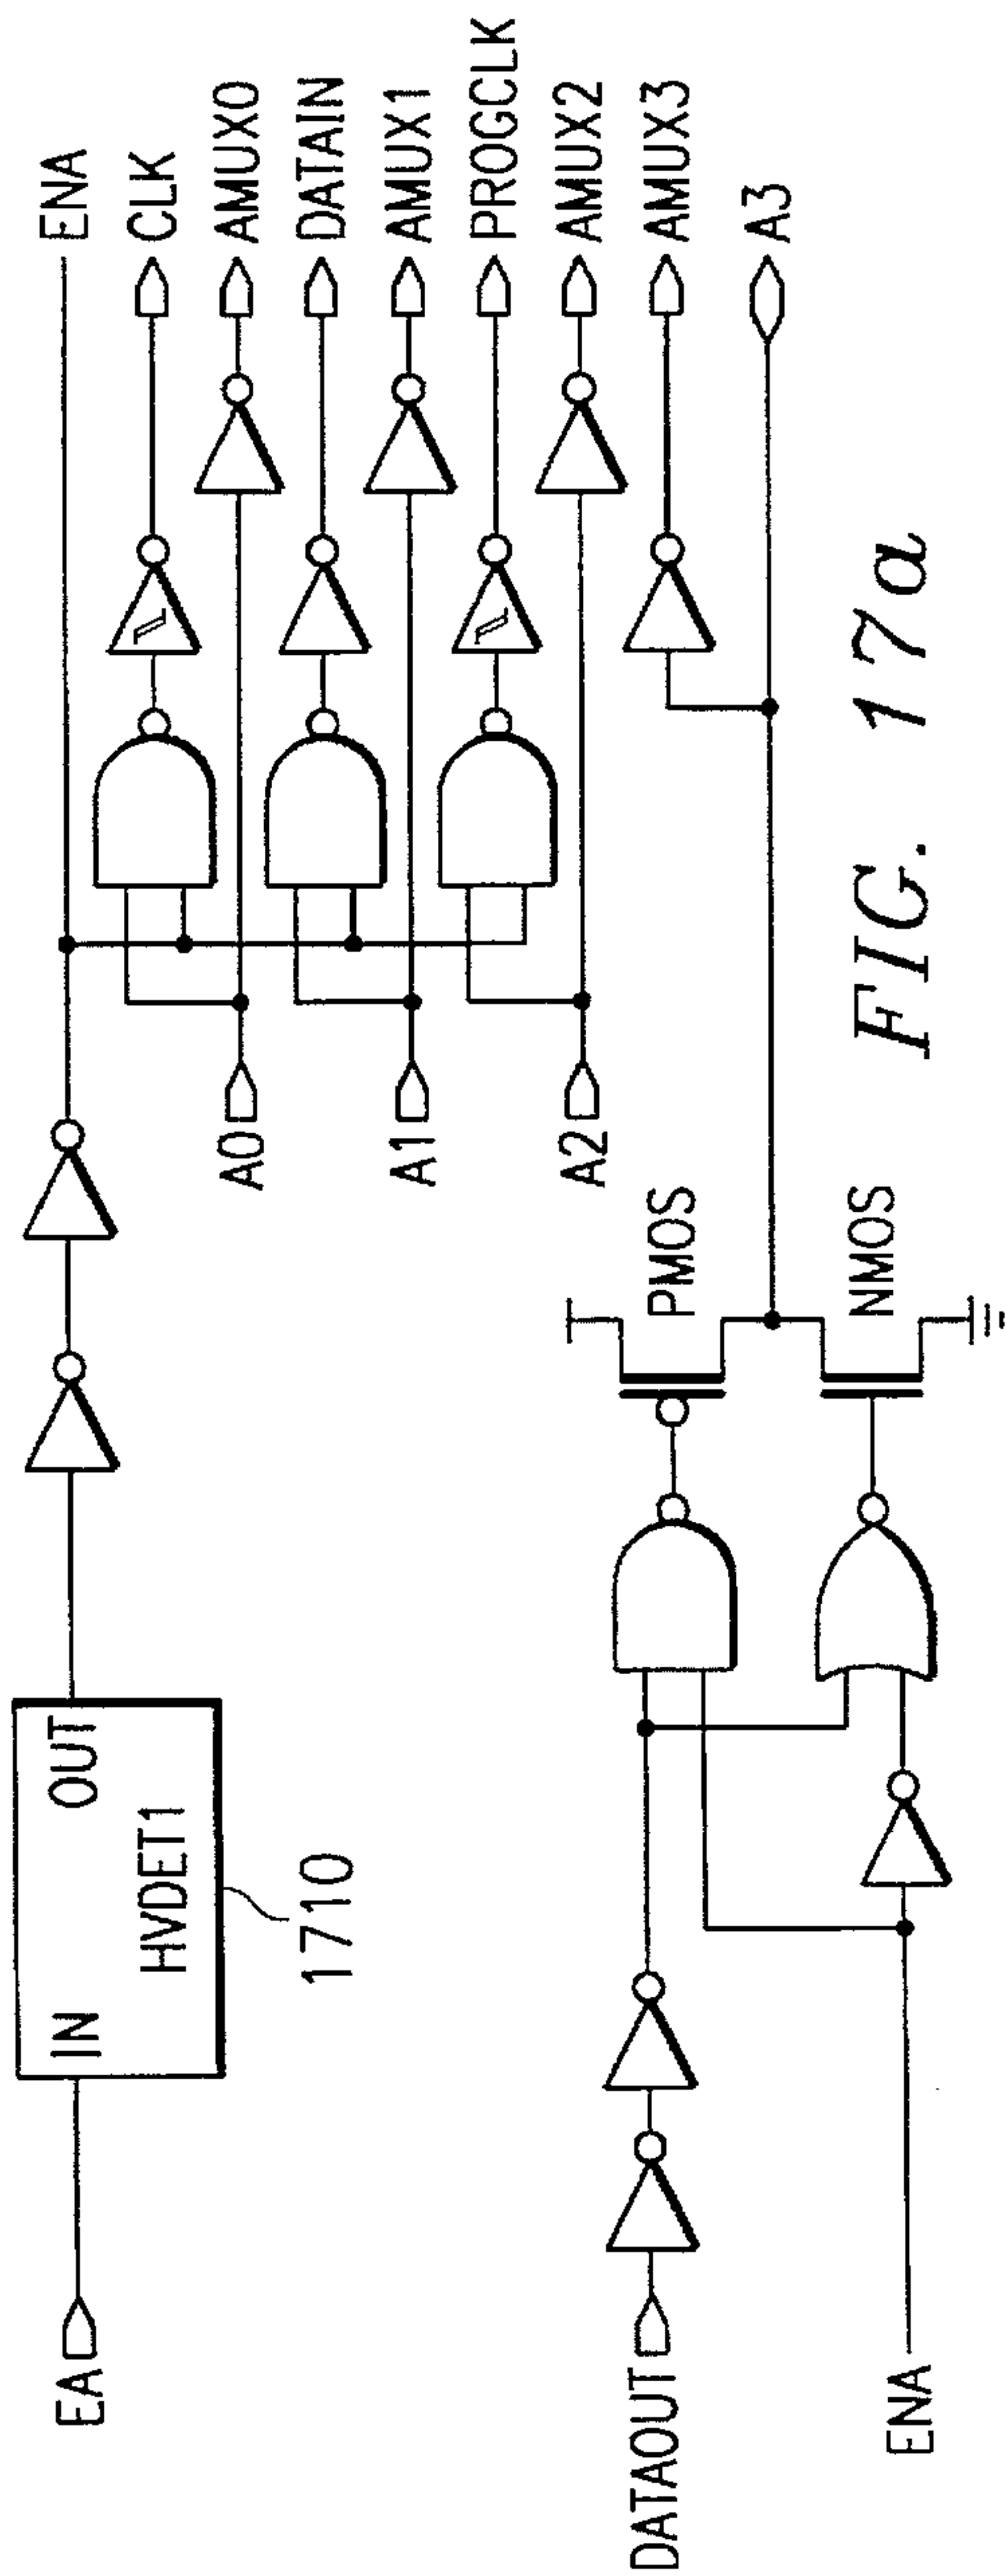 EA
IN
OUT
HVDET1
1710
ENA
CLK
AMUX0
DATAIN
AMUX1
PROGCLK
AMUX2
AMUX3
A3
A0
A1
A2
DATAOUT
ENA
PMOS
NMOS
FIG. 17a